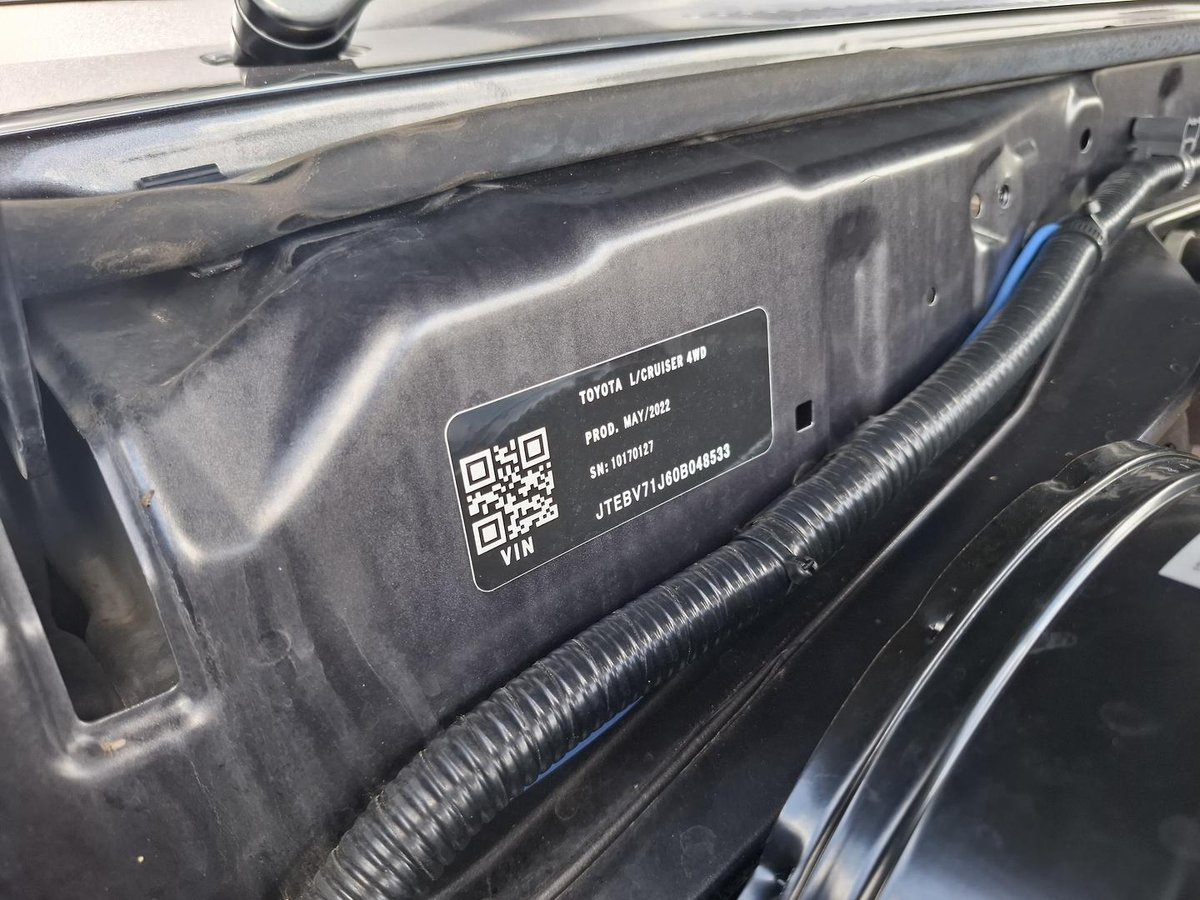 TOYOTA L/CRUISER 4WD
PROD. MAY/2022
SN: 10170127
JTEBV71J60B048533
VIN